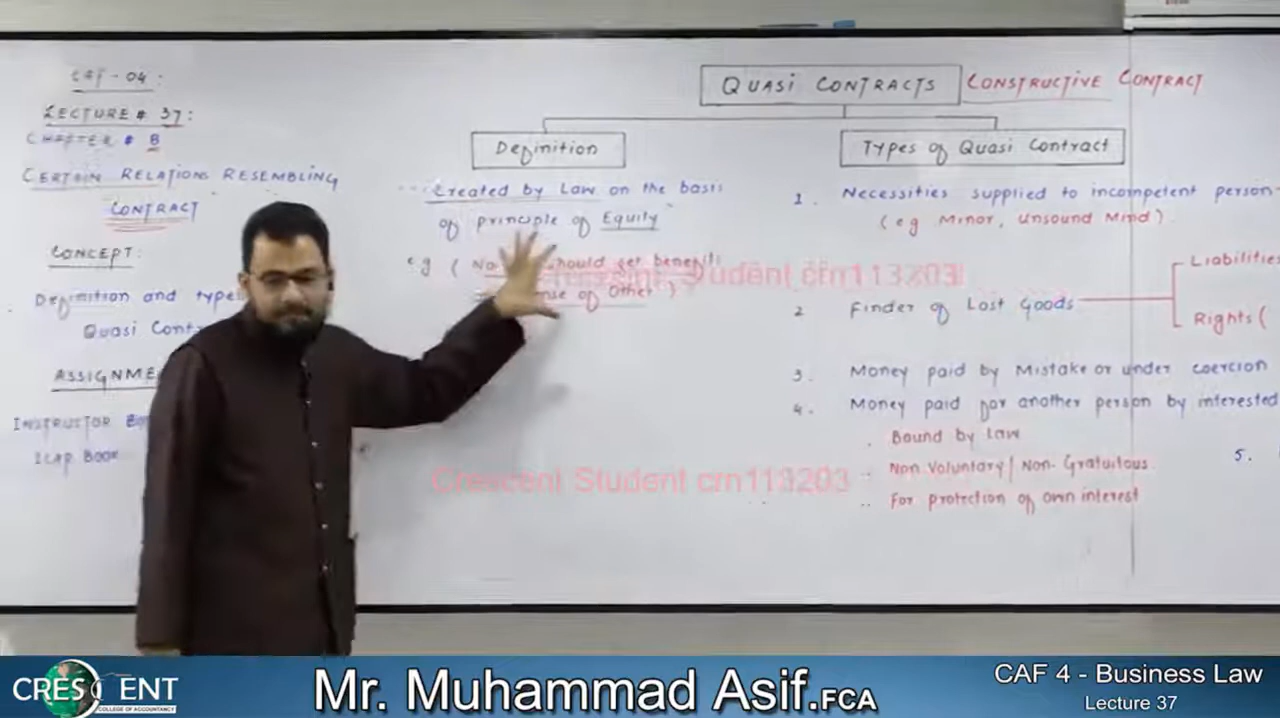 CAF-04:
LECTURE # 37:
CHAPTER # 8
CERTAIN RELATIONS RESEMBLING
CONTRACT
CONCEPT:
Definition and type
Quasi Cont
ASSIGNME
INSTRUCTOR
ICAP BOOK
QUASI CONTRACTS CONSTRUCTIVE CONTRACT
Definition
Created by Law on the basis
of principle of Equity
eg ( No should get benefit
of Other )
Types of Quasi Contract
1. Necessities supplied to incompetent person
(eg Minor, Unsound Mind).
2 Finder of Lost Goods
Liabilities
Rights (
3. Money paid by Mistake or under coercion
4. Money paid for another person by interested
Bound by Law
Non Voluntary/ Non-Gratuitous
For protection of own interest
5.
Student crn113203
Crescent Student crn113203
CRESCENT
COLLEGE OF ACCOUNTANCY
Mr. Muhammad Asif.FCA
CAF 4 - Business Law
Lecture 37